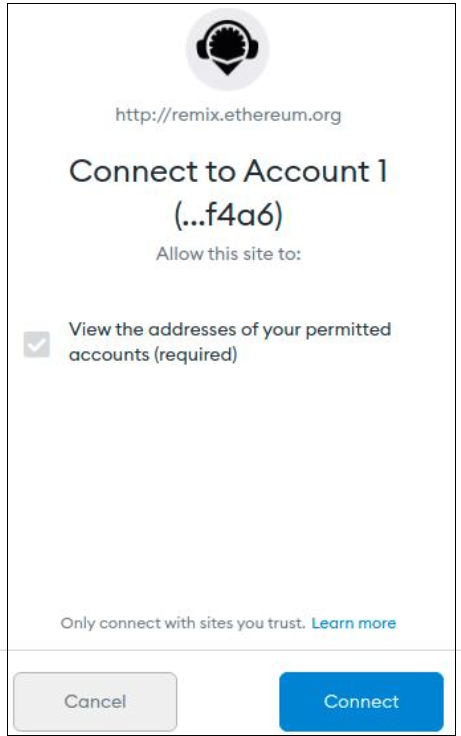 http://remix.ethereum.org
Connect to Account 1
(...f4a6)
Allow this site to:
View the addresses of your permitted
accounts (required)
Only connect with sites you trust. Learn more
Cancel
Connect